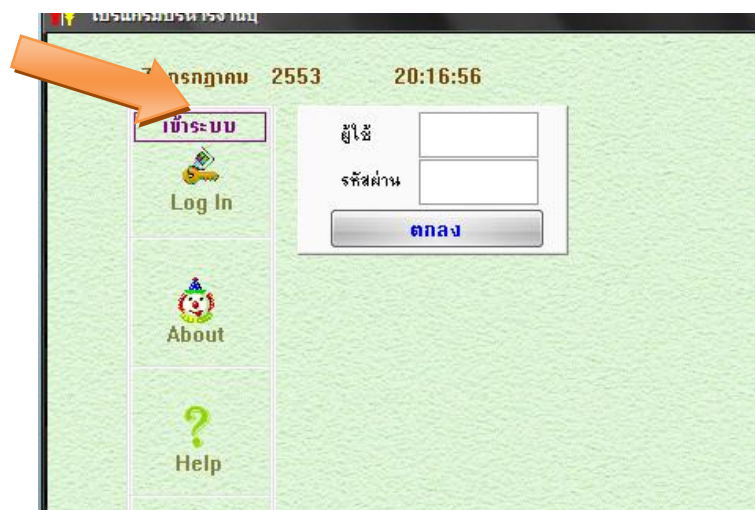 กรกฎาคม 2553 20:16:56
เข้าระบบ
Log In
About
Help
ผู้ใช้
รหัสผ่าน
ตกลง